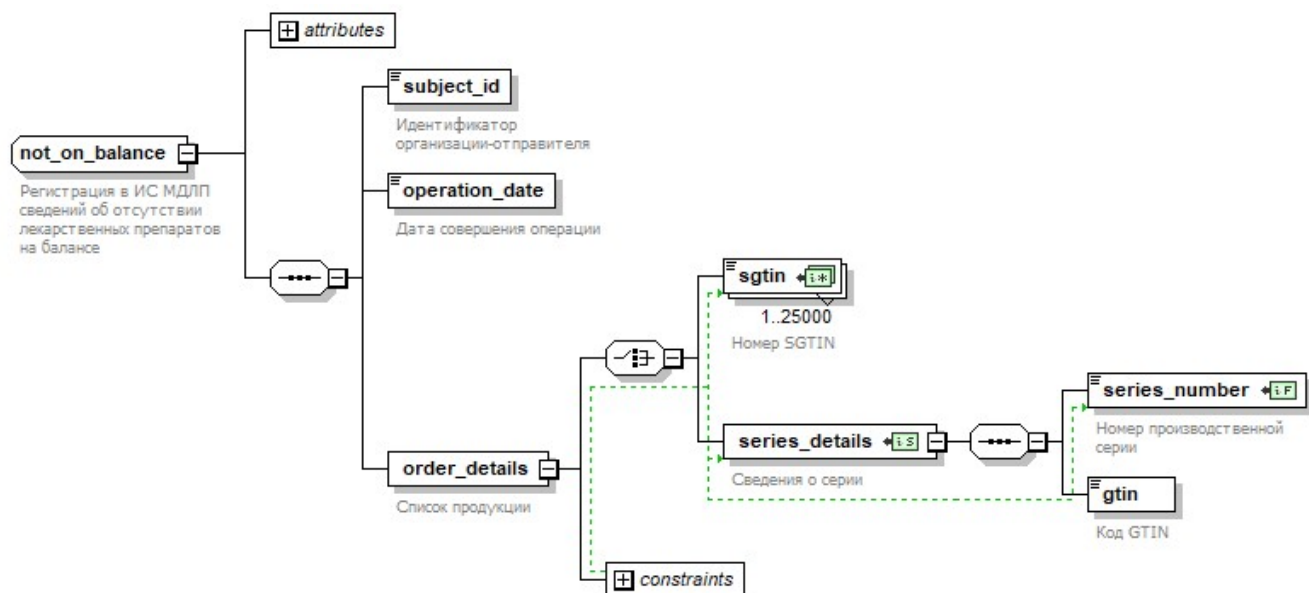 attributes
subject_id
Идентификатор
организации-отправителя
not_on_balance
Регистрация в ИС МДЛП
сведений об отсутствии
лекарственных препаратов
на балансе
operation_date
Дата совершения операции
sgtin
i*
1..25000
Номер SGTIN
series_number
iF
Номер производственной
серии
series_details
iS
Сведения о серии
order_details
Список продукции
gtin
Код GTIN
constraints